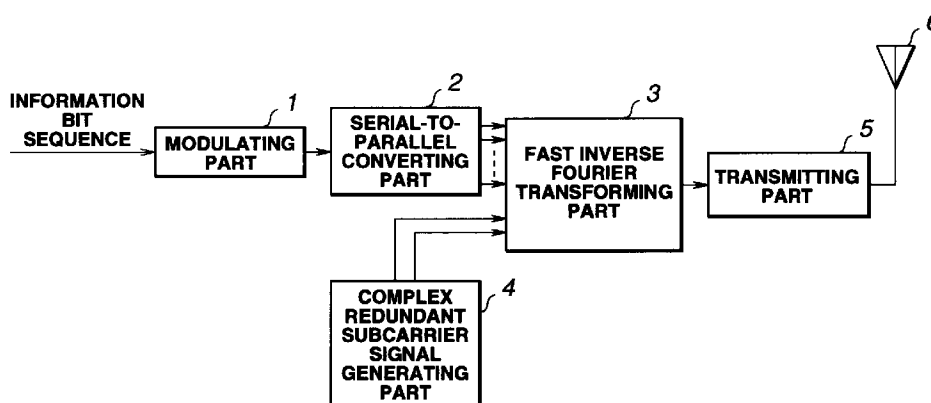 INFORMATION
BIT
SEQUENCE
1
MODULATING
PART
2
SERIAL-TO-
PARALLEL
CONVERTING
PART
3
FAST INVERSE
FOURIER
TRANSFORMING
PART
5
TRANSMITTING
PART
6
4
COMPLEX
REDUNDANT
SUBCARRIER
SIGNAL
GENERATING
PART